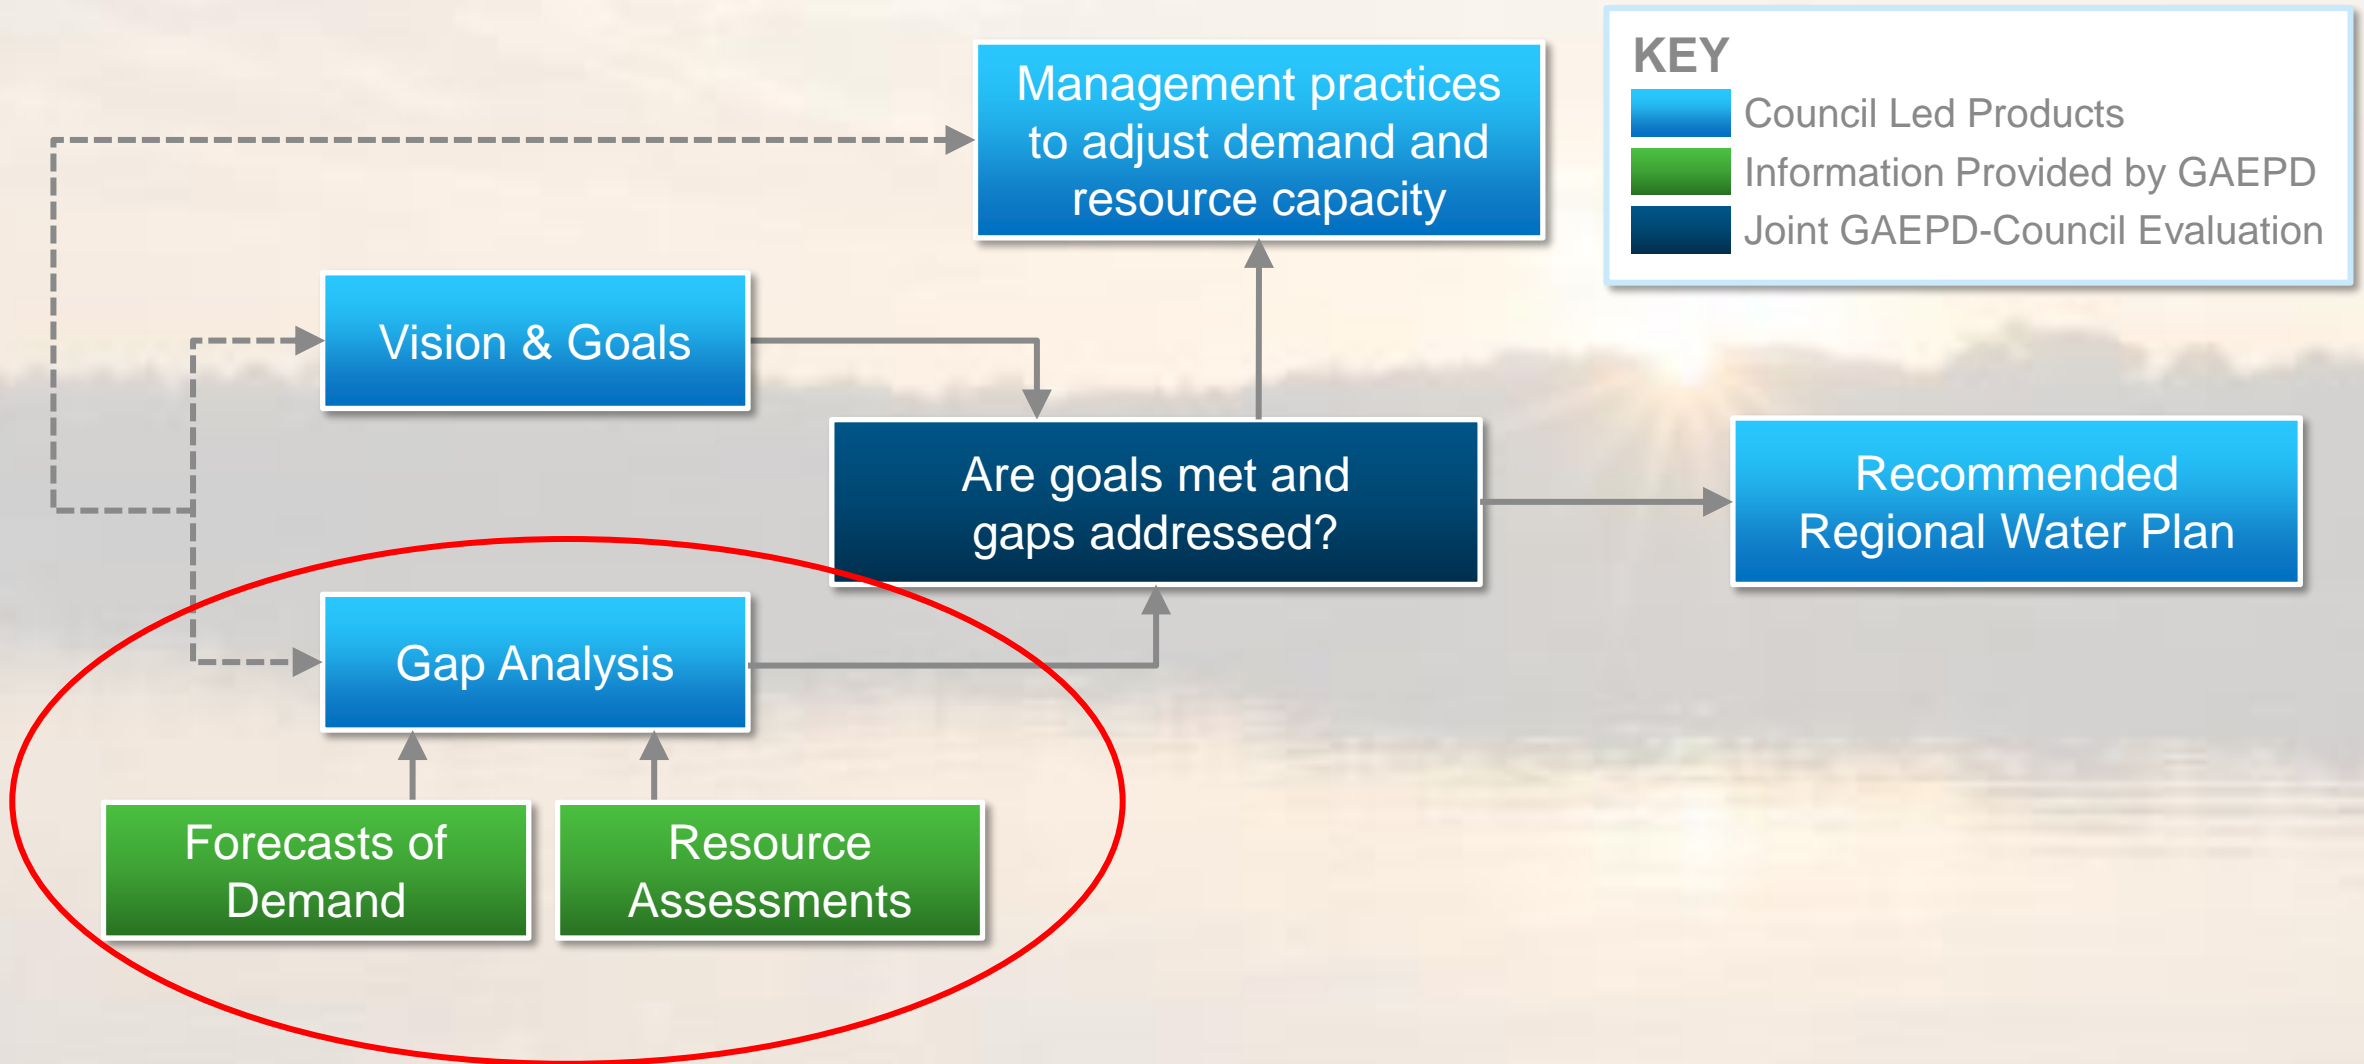 Management practices
to adjust demand and
resource capacity
KEY
Council Led Products
Information Provided by GAEPD
Joint GAEPD-Council Evaluation
Vision & Goals
Are goals met and
gaps addressed?
Recommended
Regional Water Plan
Gap Analysis
Forecasts of
Demand
Resource
Assessments